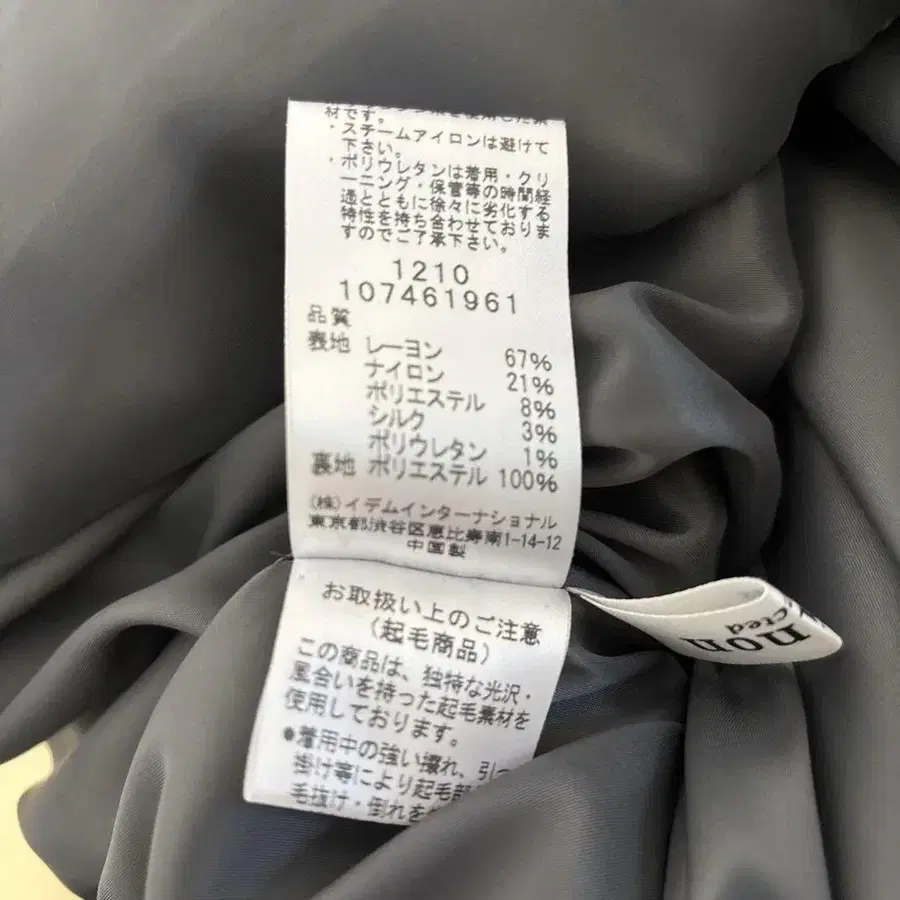 材です。
・スチームアイロンは避けて
下さい。
・ポリウレタンは着用・クリ
ーニング・保管等の時間経
過とともに徐々に劣化する
特性を持ち合わせておりま
すのでご了承下さい。
1210
107461961
品質
表地 レーヨン 67%
ナイロン 21%
ポリエステル 8%
シルク 3%
ポリウレタン 1%
裏地 ポリエステル 100%
(株)イデムインターナショナル
東京都渋谷区恵比寿南1-14-12
中国製
お取扱い上のご注意
(起毛商品)
この商品は、独特な光沢・
風合いを持った起毛素材を
使用しております。
●着用中の強い擦れ、引っ
掛け等により起毛部
毛抜け・倒れを
non